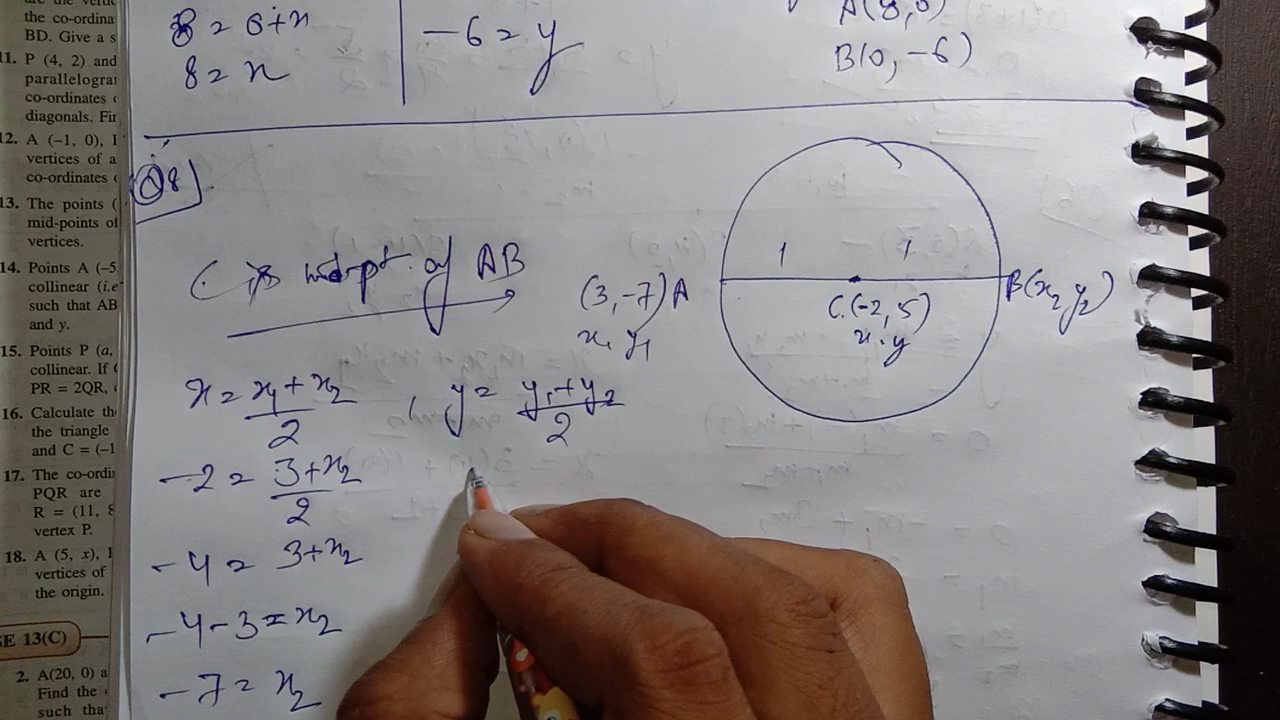 the co-ordina
BD. Give a s
11. P (4, 2) and
parallelogra
co-ordinates
diagonals. Fir
12. A (−1, 0),
vertices of a
co-ordinates
13. The points (
mid-points of
vertices.
14. Points A (−5
collinear (i.e
such that AB
and y.
15. Points P (a,
collinear. If
PR = 2QR,
16. Calculate the
the triangle
and C = (−1
17. The co-ordi
PQR are
R = (11, 8
vertex P.
18. A (5, x),
vertices of
the origin.
SE 13(C)
2. A(20, 0) a
Find the
such tha
8 = 6+x
8 = x
-6 = y
A(8,0)
B(0, -6)
Q8
C is mid-pt. of AB
x = x₁+x₂/2 , y = y₁+y₂/2
-2 = 3+x₂/2
-4 = 3+x₂
-4-3 = x₂
-7 = x₂
1 1
(3, -7) A
x₁ y₁
C.(-2, 5)
x . y
B(x₂ y₂)